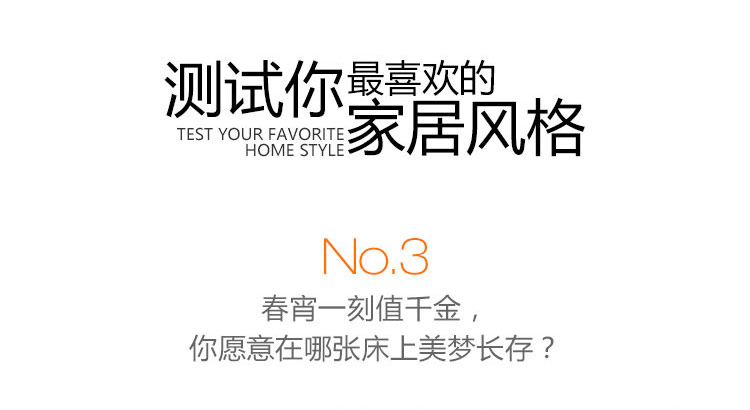 测试你最喜欢的
家居风格
TEST YOUR FAVORITE
HOME STYLE
No.3
春宵一刻值千金，
你愿意在哪张床上美梦长存？